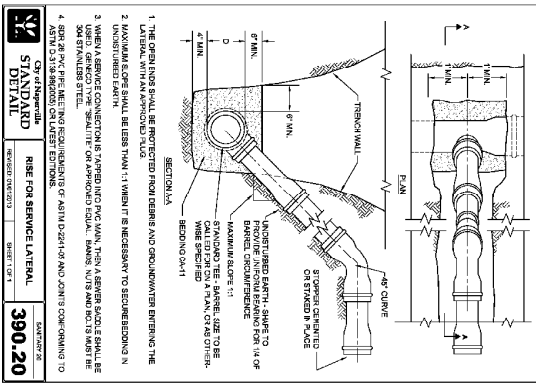 PLAN
A
A
1' MIN.
1' MIN.
TRENCH WALL
6" MIN.
6" MIN.
D
4" MIN.
45° CURVE
STOPPER CEMENTED
OR STAKED IN PLACE
UNDISTURBED EARTH - SHAPE TO
PROVIDE UNIFORM BEARING FOR 1/4 OF
BARREL CIRCUMFERENCE
MAXIMUM SLOPE 1:1
STANDARD TEE - BARREL SIZE TO BE
CALLED FOR ON A PLAN, OR AS OTHER-
WISE SPECIFIED
BEDDING CA-11
SECTION A-A
1. THE OPEN ENDS SHALL BE PROTECTED FROM DEBRIS AND GROUNDWATER ENTERING THE
LATERAL WITH AN APPROVED PLUG.
2. MAXIMUM SLOPE SHALL BE LESS THAN 1:1 WHEN IT IS NECESSARY TO SECURE BEDDING IN
UNDISTURBED EARTH.
3. WHEN A SERVICE CONNECTION IS TAPPED INTO PVC MAIN, THEN A SEWER SADDLE SHALL BE
USED. GENECO TYPE "SEALTITE" OR APPROVED EQUAL. BANDS, NUTS AND BOLTS MUST BE
304 STAINLESS STEEL.
4. SDR 26 PVC PIPE MEETING REQUIREMENTS OF ASTM D-2241-05 AND JOINTS CONFORMING TO
ASTM D-3139-98(2005) OR LATEST EDITIONS.
City of Naperville
STANDARD
DETAIL
RISE FOR SERVICE LATERAL
REVISED: 01/01/2013
SHEET 1 OF 1
SANITARY 20
390.20